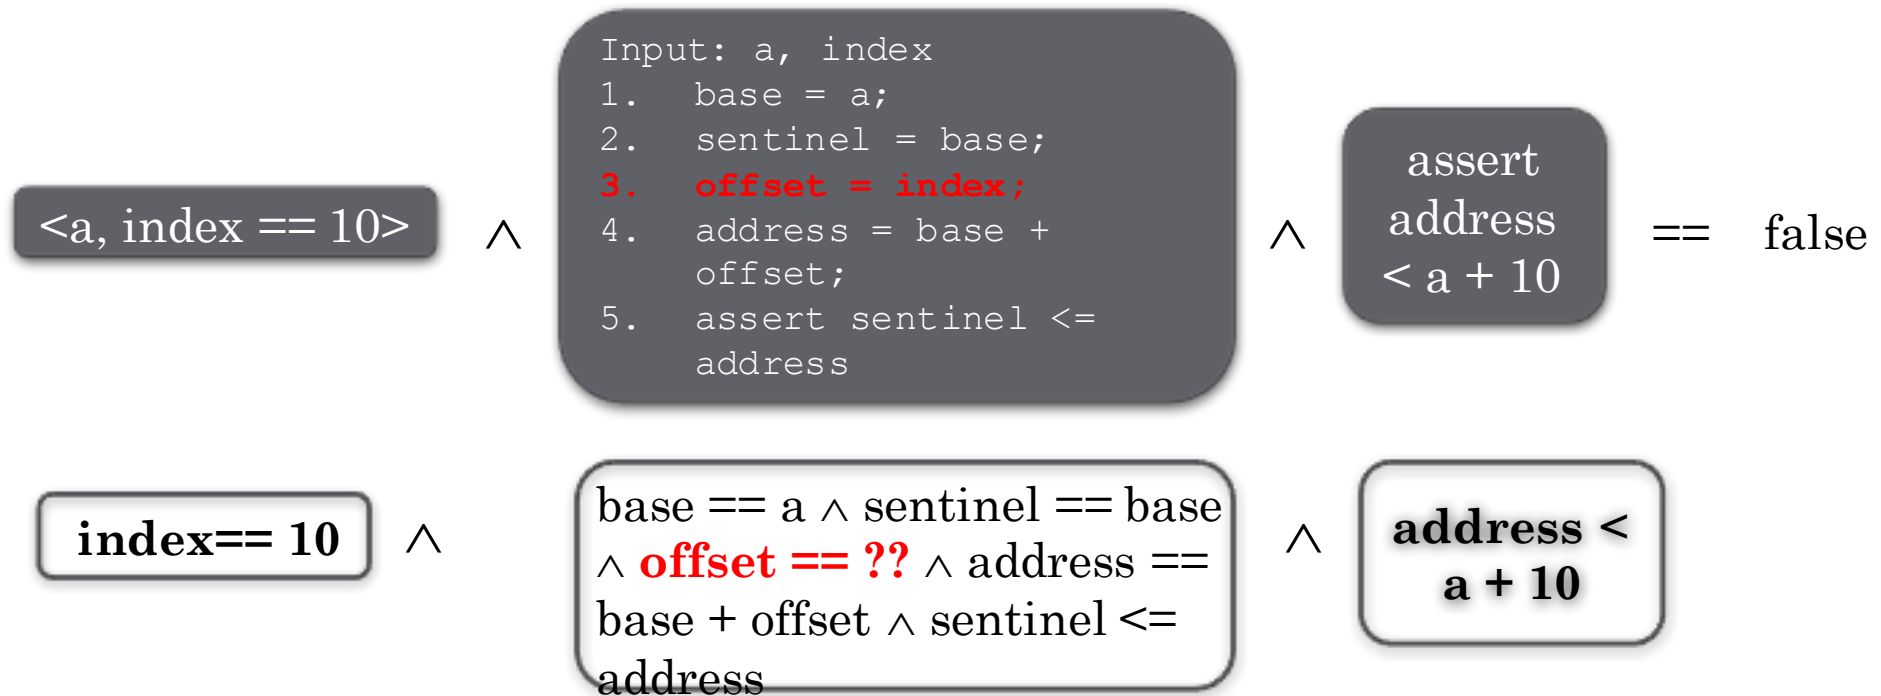 <a, index == 10>
∧
Input: a, index
1. base = a;
2. sentinel = base;
3. offset = index;
4. address = base +
offset;
5. assert sentinel <=
address
∧
assert
address
< a + 10
== false
index== 10
∧
base == a ∧ sentinel == base
∧ offset == ?? ∧ address ==
base + offset ∧ sentinel <=
address
∧
address <
a + 10